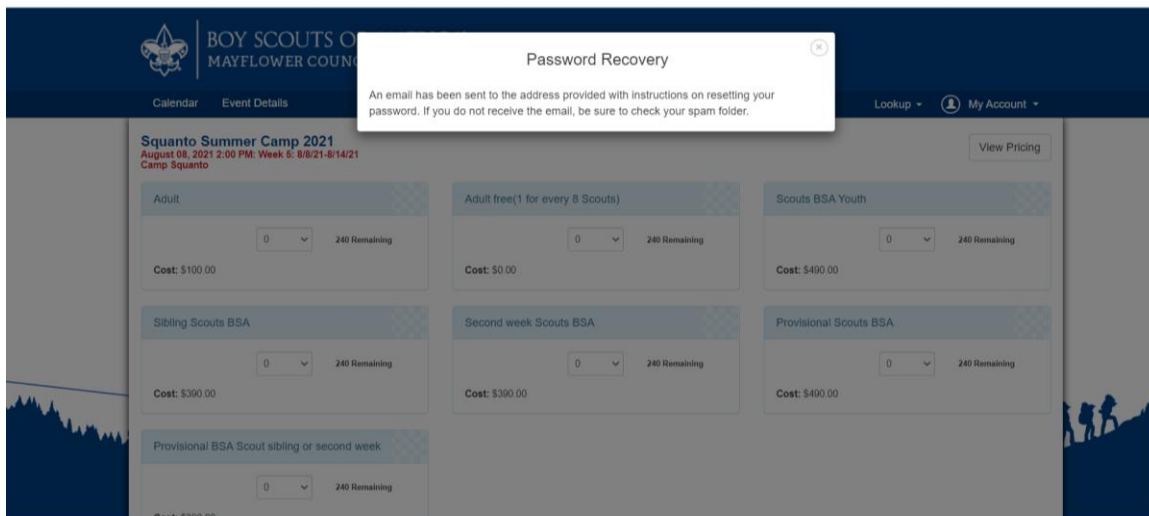 BOY SCOUTS O
MAYFLOWER COUN
Password Recovery
An email has been sent to the address provided with instructions on resetting your
password. If you do not receive the email, be sure to check your spam folder.
Calendar Event Details Lookup My Account
Squanto Summer Camp 2021
August 08, 2021 2:00 PM: Week 5: 8/8/21-8/14/21
Camp Squanto
View Pricing
Adult
0 240 Remaining
Cost: $100.00
Adult free(1 for every 8 Scouts)
0 240 Remaining
Cost: $0.00
Scouts BSA Youth
0 240 Remaining
Cost: $490.00
Sibling Scouts BSA
0 240 Remaining
Cost: $390.00
Second week Scouts BSA
0 240 Remaining
Cost: $390.00
Provisional Scouts BSA
0 240 Remaining
Cost: $490.00
Provisional BSA Scout sibling or second week
0 240 Remaining